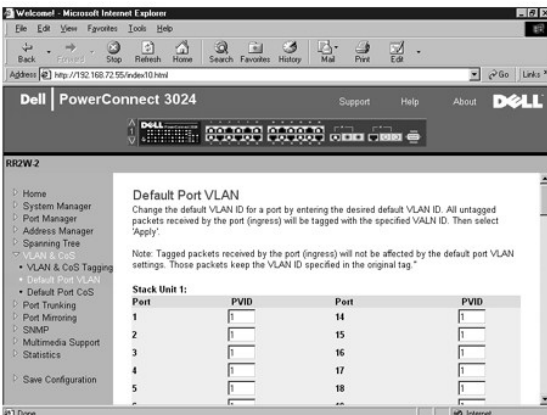 Welcome! - Microsoft Internet Explorer
File Edit View Favorites Tools Help
Back Forward Stop Refresh Home Search Favorites History Mail Print Edit
Address http://192.168.72.55/index10.html Go Links
Dell PowerConnect 3024 Support Help About DELL
DELL
RR2W-2
Home
System Manager
Port Manager
Address Manager
Spanning Tree
VLAN & CoS
VLAN & CoS Tagging
Default Port VLAN
Default Port CoS
Port Trunking
Port Mirroring
SNMP
Multimedia Support
Statistics
Save Configuration
Default Port VLAN
Change the default VLAN ID for a port by entering the desired default VLAN ID. All untagged
packets received by the port (ingress) will be tagged with the specified VALN ID. Then select
'Apply'.
Note: Tagged packets received by the port (ingress) will not be affected by the default port VLAN
settings. Those packets keep the VLAN ID specified in the original tag."
Stack Unit 1:
Port PVID Port PVID
1 1 14 1
2 1 15 1
3 1 16 1
4 1 17 1
5 1 18 1
Done Internet